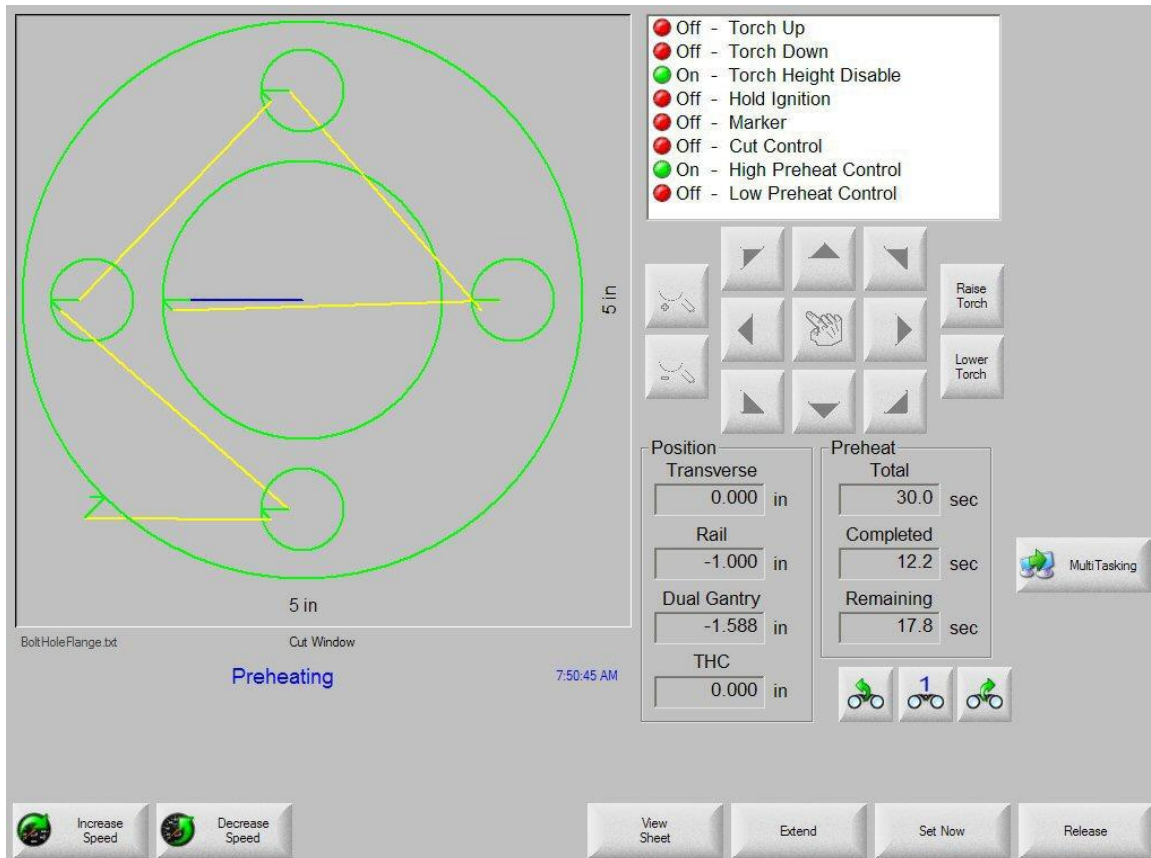 Off - Torch Up
Off - Torch Down
On - Torch Height Disable
Off - Hold Ignition
Off - Marker
Off - Cut Control
On - High Preheat Control
Off - Low Preheat Control
5 in
5 in
BoltHoleFlange.txt
Cut Window
Preheating
7:50:45 AM
Raise
Torch
Lower
Torch
Position
Transverse
0.000 in
Rail
-1.000 in
Dual Gantry
-1.588 in
THC
0.000 in
Preheat
Total
30.0 sec
Completed
12.2 sec
Remaining
17.8 sec
1
MultiTasking
Increase
Speed
Decrease
Speed
View
Sheet
Extend
Set Now
Release